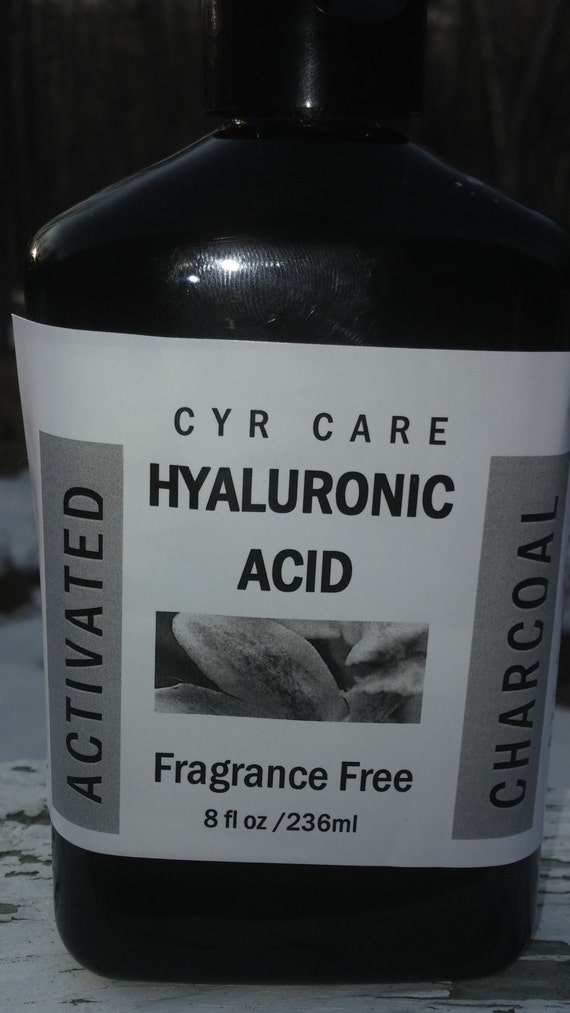 CYR CARE
HYALURONIC
ACID
ACTIVATED
CHARCOAL
Fragrance Free
8 fl oz /236ml